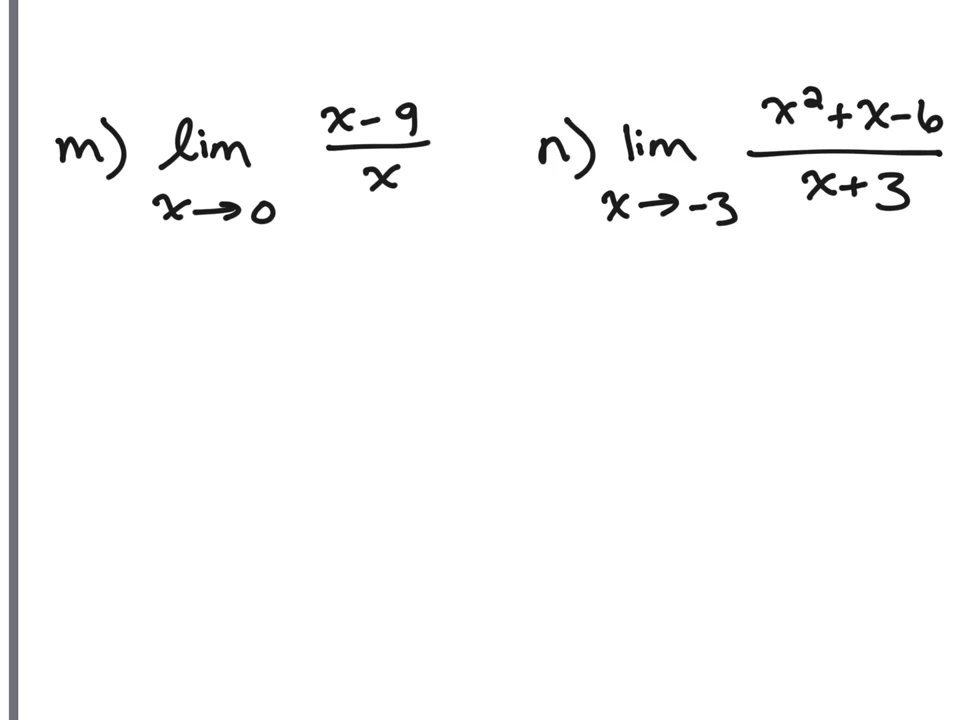 m) lim x→0 (x-9)/x
n) lim x→-3 (x²+x-6)/(x+3)